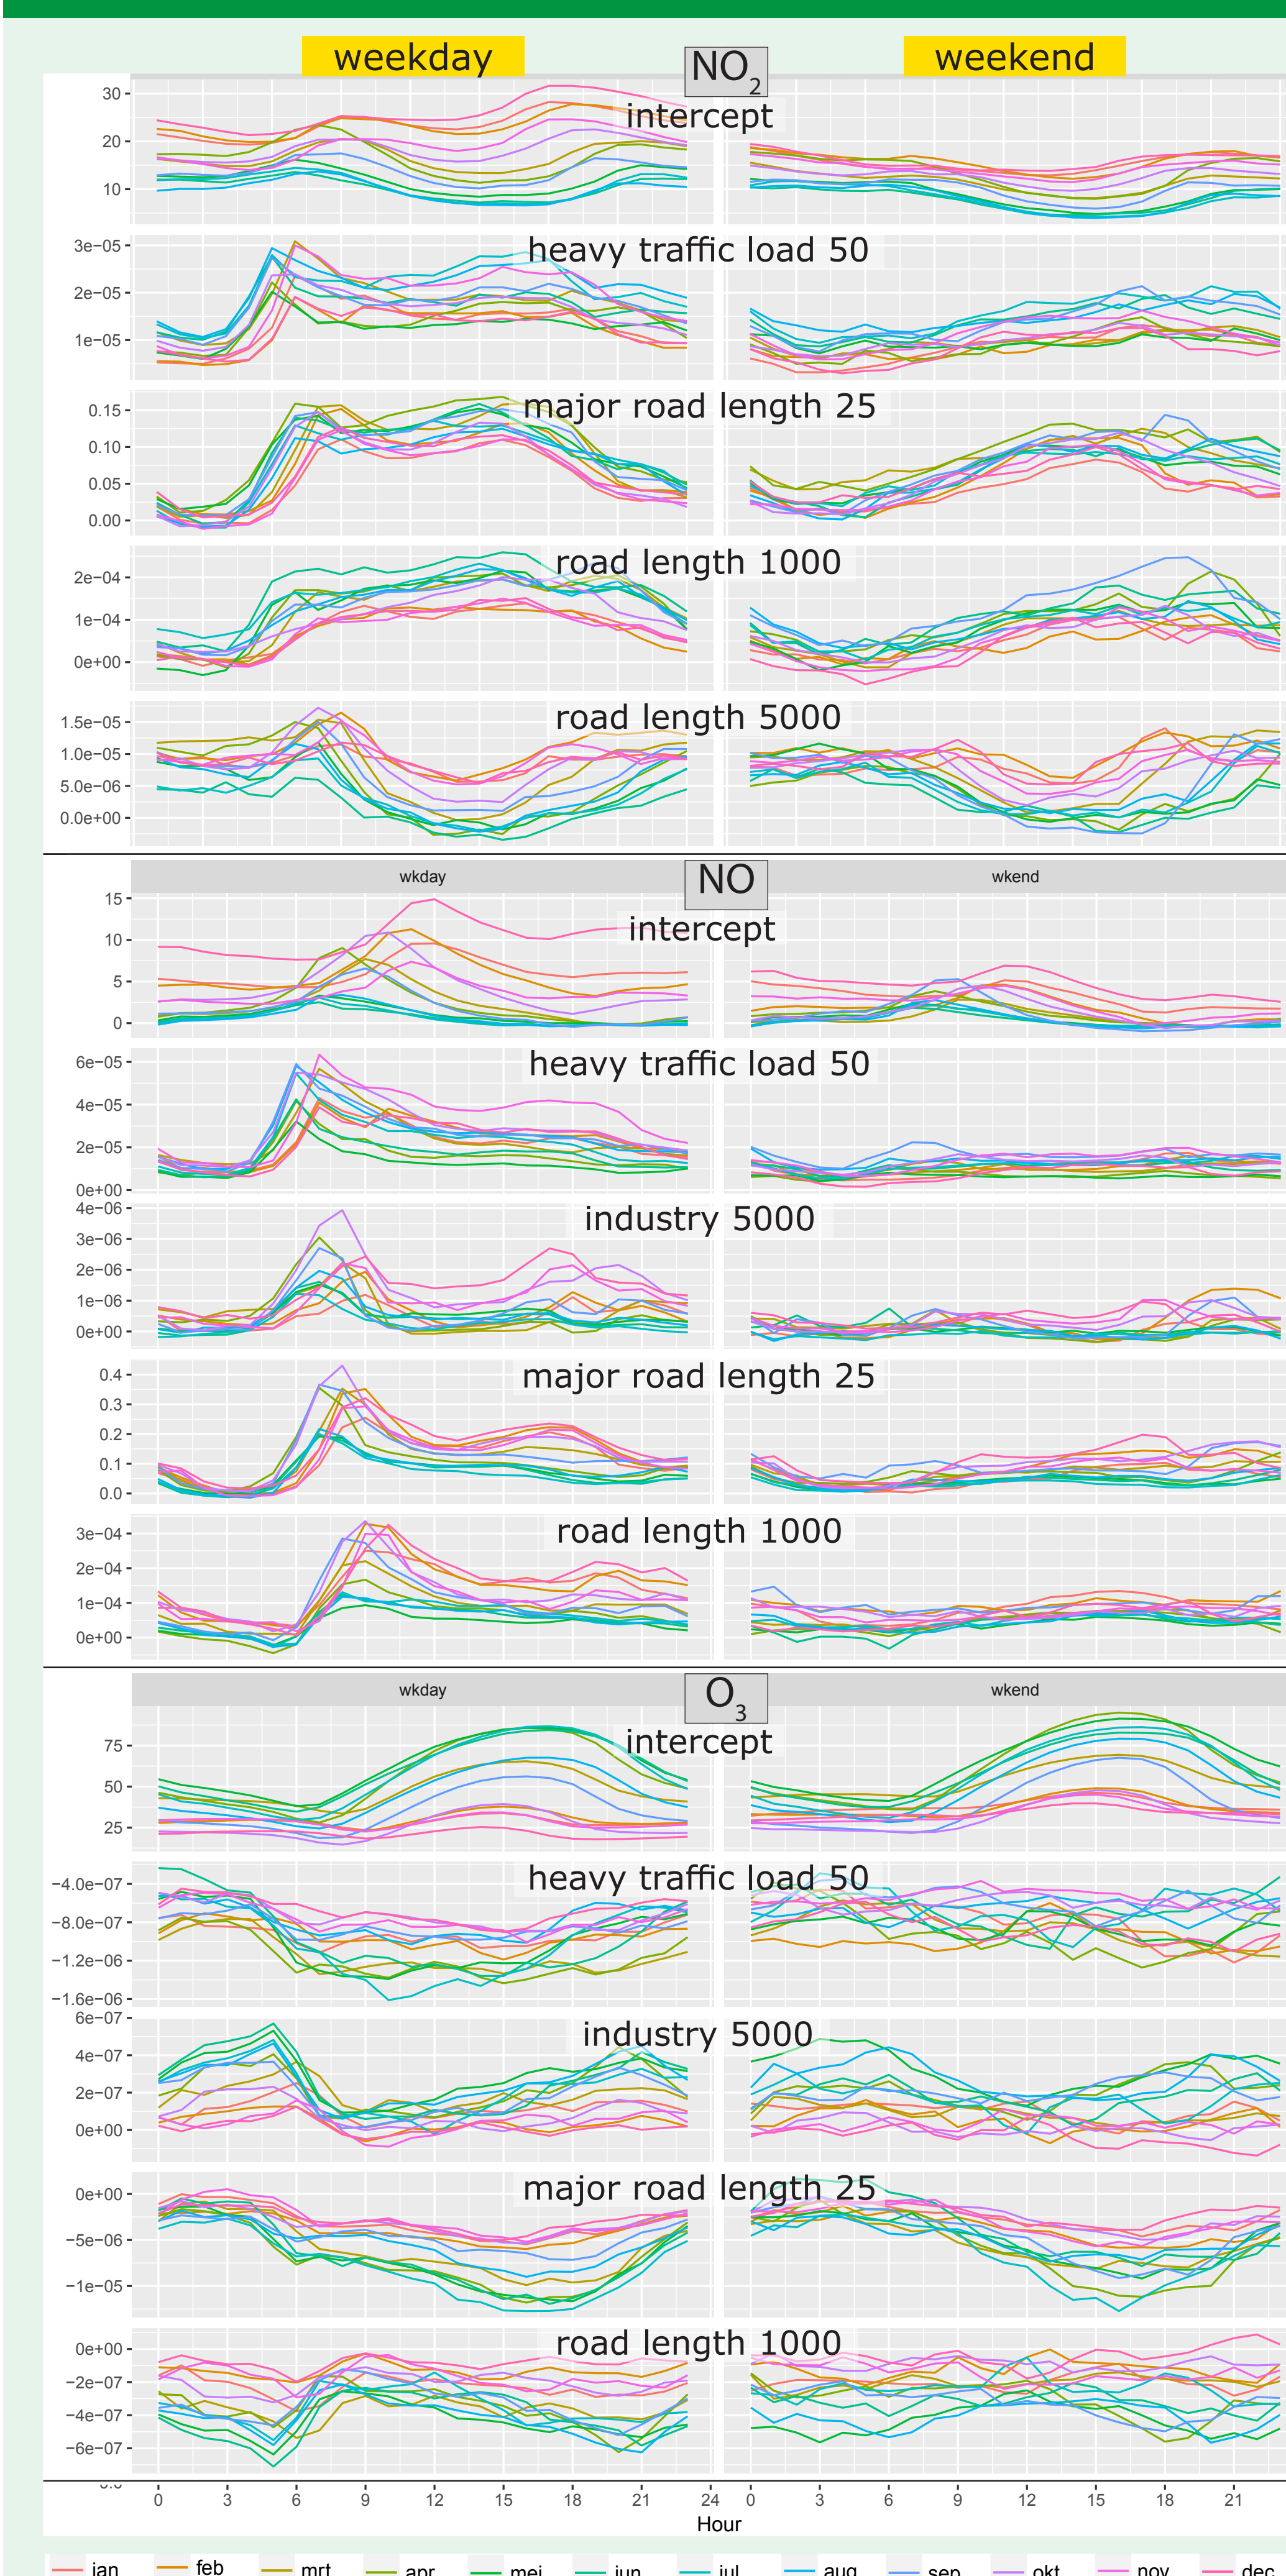 weekday
weekend
NO₂
intercept
30
20
10
heavy traffic load 50
3e−05
2e−05
1e−05
major road length 25
0.15
0.10
0.05
0.00
road length 1000
2e−04
1e−04
0e+00
road length 5000
1.5e−05
1.0e−05
5.0e−06
0.0e+00
wkday
NO
wkend
intercept
15
10
5
0
heavy traffic load 50
6e−05
4e−05
2e−05
0e+00
industry 5000
4e−06
3e−06
2e−06
1e−06
0e+00
major road length 25
0.4
0.3
0.2
0.1
0.0
road length 1000
3e−04
2e−04
1e−04
0e+00
wkday
O₃
wkend
intercept
75
50
25
heavy traffic load 50
−4.0e−07
−8.0e−07
−1.2e−06
−1.6e−06
industry 5000
6e−07
4e−07
2e−07
0e+00
major road length 25
0e+00
−5e−06
−1e−05
road length 1000
0e+00
−2e−07
−4e−07
−6e−07
0 3 6 9 12 15 18 21 24 0 3 6 9 12 15 18 21
Hour
jan feb mrt apr mei jun jul aug sep okt nov dec